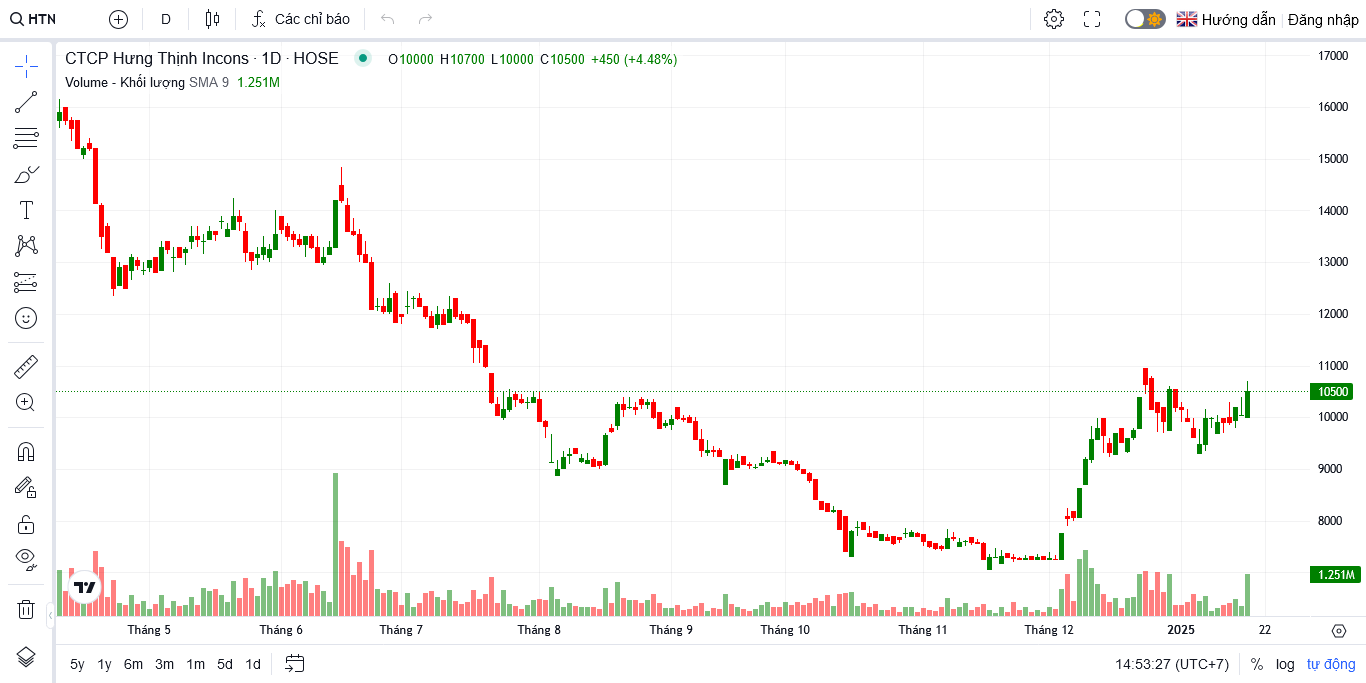 HTN D Các chỉ báo Hướng dẫn Đăng nhập
CTCP Hưng Thịnh Incons · 1D · HOSE O10000 H10700 L10000 C10500 +450 (+4.48%)
Volume - Khối lượng SMA 9 1.251M
17000
16000
15000
14000
13000
12000
11000
10500
10000
9000
8000
1.251M
Tháng 5 Tháng 6 Tháng 7 Tháng 8 Tháng 9 Tháng 10 Tháng 11 Tháng 12 2025 22
5y 1y 6m 3m 1m 5d 1d 14:53:27 (UTC+7) % log tự động